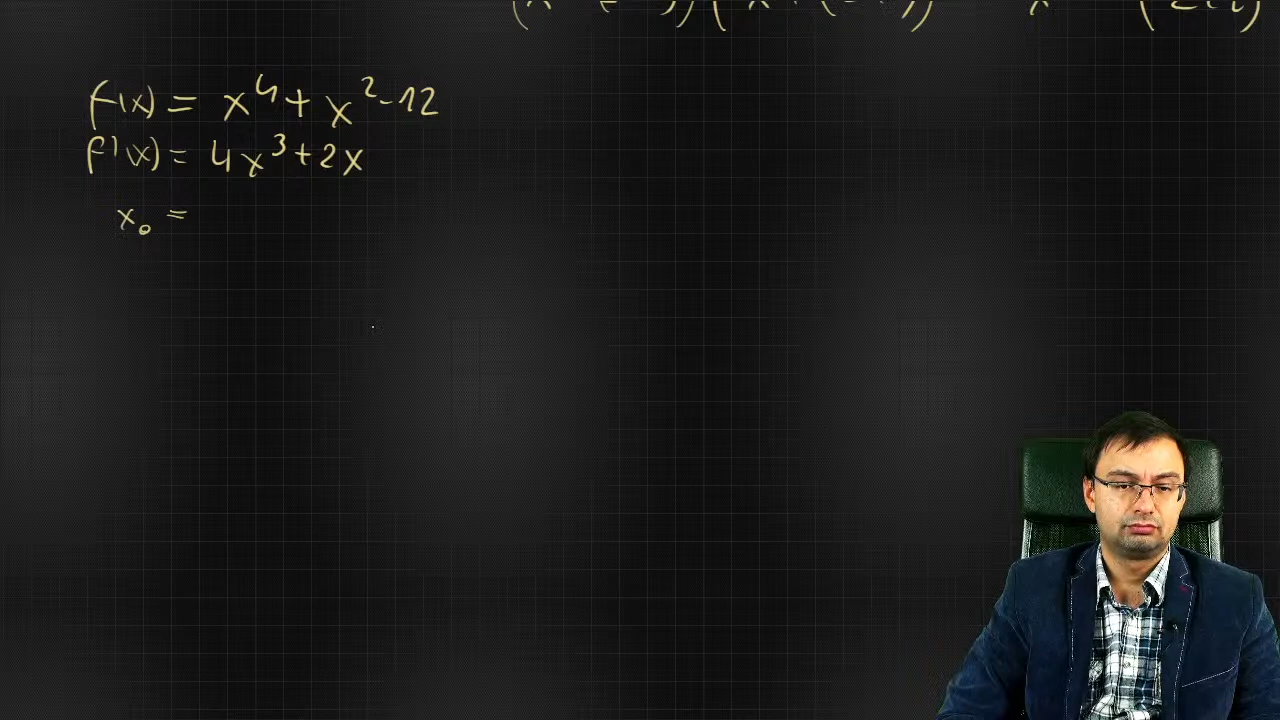 f(x) = x⁴ + x² - 12
f'(x) = 4x³ + 2x
x₀ =